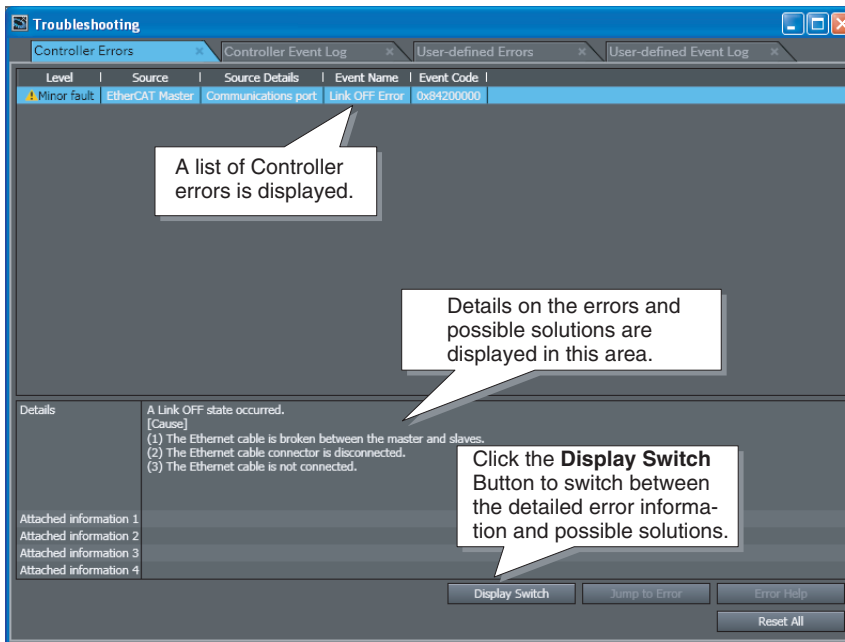 Troubleshooting
Controller Errors × Controller Event Log × User-defined Errors × User-defined Event Log ×
Level Source Source Details Event Name Event Code
Minor fault EtherCAT Master Communications port Link OFF Error 0x84200000
A list of Controller
errors is displayed.
Details on the errors and
possible solutions are
displayed in this area.
Details A Link OFF state occurred.
[Cause]
(1) The Ethernet cable is broken between the master and slaves.
(2) The Ethernet cable connector is disconnected.
(3) The Ethernet cable is not connected.
Click the Display Switch
Button to switch between
the detailed error informa-
tion and possible solutions.
Attached information 1
Attached information 2
Attached information 3
Attached information 4
Display Switch Jump to Error Error Help
Reset All